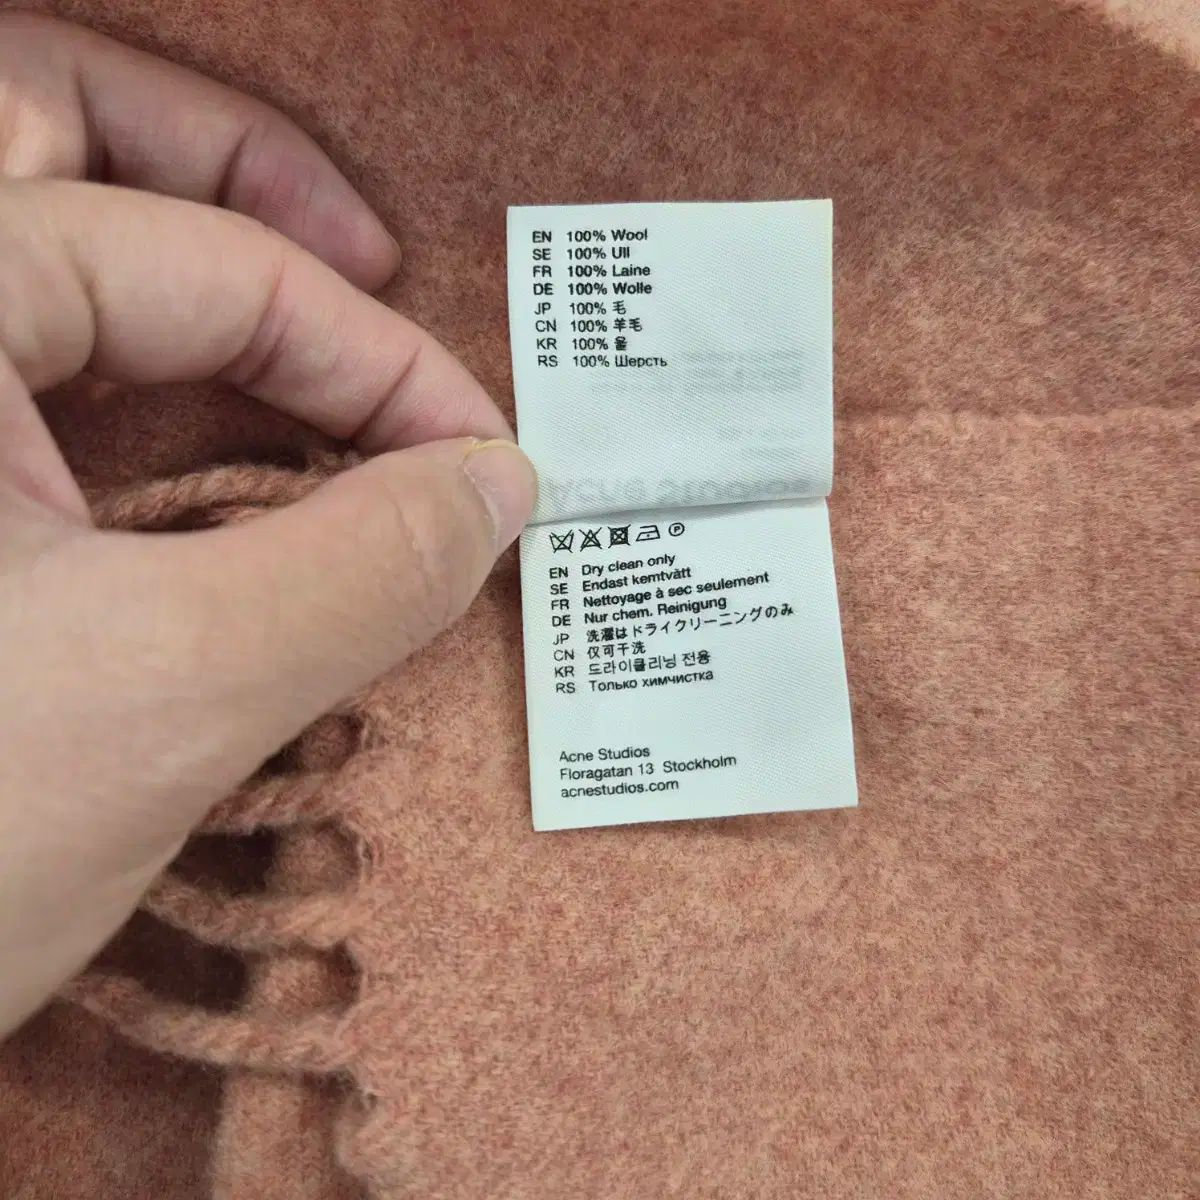 EN 100% Wool
SE 100% Ull
FR 100% Laine
DE 100% Wolle
JP 100% 毛
CN 100% 羊毛
KR 100% 울
RS 100% Шерсть
P
EN Dry clean only
SE Endast kemtvätt
FR Nettoyage à sec seulement
DE Nur chem. Reinigung
JP 洗濯はドライクリーニングのみ
CN 仅可干洗
KR 드라이클리닝 전용
RS Только химчистка
Acne Studios
Floragatan 13 Stockholm
acnestudios.com